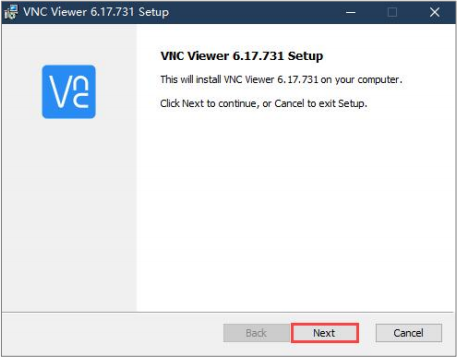 VNC Viewer 6.17.731 Setup
VNC Viewer 6.17.731 Setup
This will install VNC Viewer 6.17.731 on your computer.
Click Next to continue, or Cancel to exit Setup.
Back Next Cancel